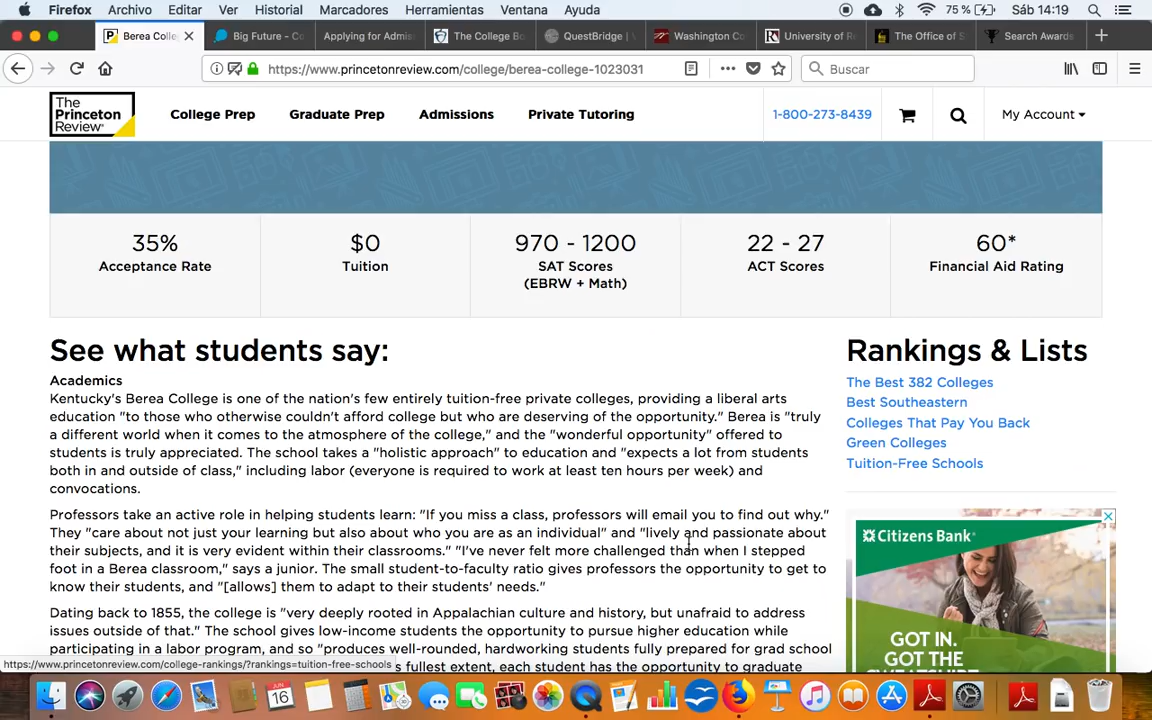 Firefox Archivo Editar Ver Historial Marcadores Herramientas Ventana Ayuda 75 % Sáb 14:19
Berea Colle Big Future - Co Applying for Admis The College Bo QuestBridge | V Washington Co University of Ri The Office of S Search Awards
https://www.princetonreview.com/college/berea-college-1023031 Buscar
The
Princeton
Review®
College Prep Graduate Prep Admissions Private Tutoring 1-800-273-8439 My Account
35% $0 970 - 1200 22 - 27 60*
Acceptance Rate Tuition SAT Scores ACT Scores Financial Aid Rating
(EBRW + Math)
See what students say:
Academics
Kentucky's Berea College is one of the nation's few entirely tuition-free private colleges, providing a liberal arts
education "to those who otherwise couldn't afford college but who are deserving of the opportunity." Berea is "truly
a different world when it comes to the atmosphere of the college," and the "wonderful opportunity" offered to
students is truly appreciated. The school takes a "holistic approach" to education and "expects a lot from students
both in and outside of class," including labor (everyone is required to work at least ten hours per week) and
convocations.
Professors take an active role in helping students learn: "If you miss a class, professors will email you to find out why."
They "care about not just your learning but also about who you are as an individual" and "lively and passionate about
their subjects, and it is very evident within their classrooms." "I've never felt more challenged than when I stepped
foot in a Berea classroom," says a junior. The small student-to-faculty ratio gives professors the opportunity to get to
know their students, and "[allows] them to adapt to their students' needs."
Dating back to 1855, the college is "very deeply rooted in Appalachian culture and history, but unafraid to address
issues outside of that." The school gives low-income students the opportunity to pursue higher education while
participating in a labor program, and so "produces well-rounded, hardworking students fully prepared for grad school
s fullest extent, each student has the opportunity to graduate
https://www.princetonreview.com/college-rankings/?rankings=tuition-free-schools
Rankings & Lists
The Best 382 Colleges
Best Southeastern
Colleges That Pay You Back
Green Colleges
Tuition-Free Schools
Citizens Bank®
GOT IN.
GOT THE
16